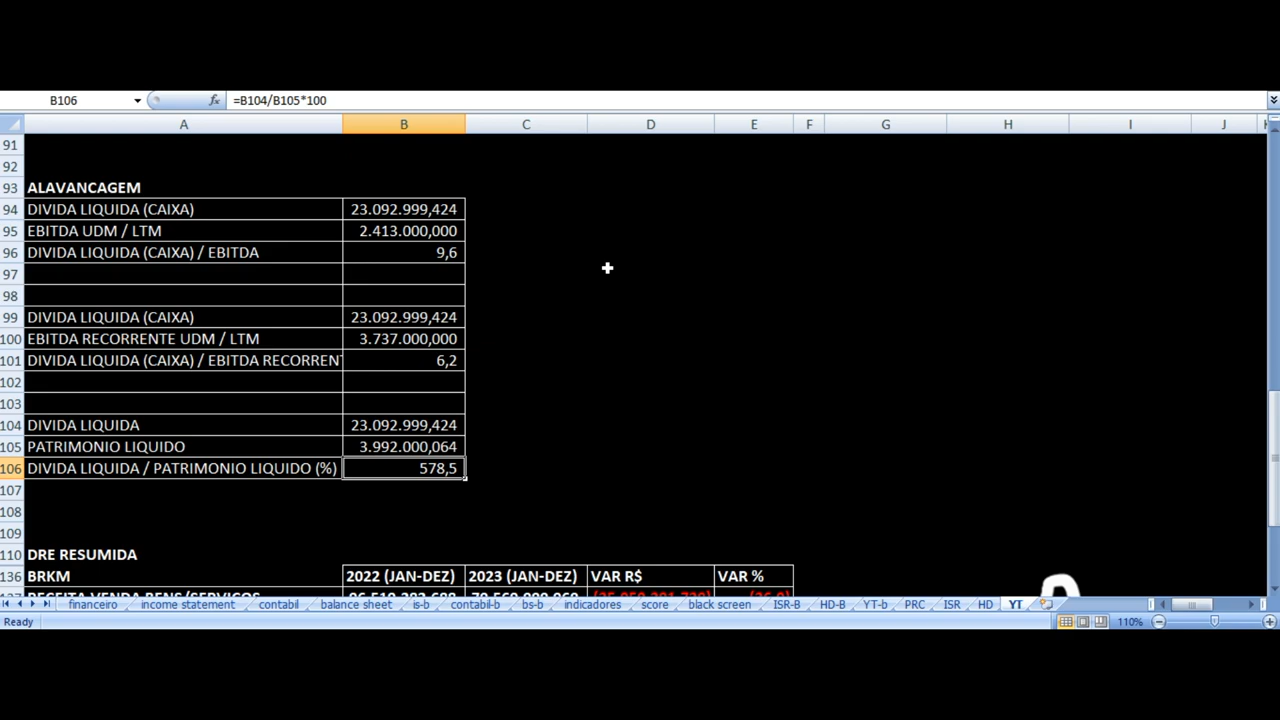 B106 fx =B104/B105*100
A B C D E F G H I J
91
92
93 ALAVANCAGEM
94 DIVIDA LIQUIDA (CAIXA) 23.092.999,424
95 EBITDA UDM / LTM 2.413.000,000
96 DIVIDA LIQUIDA (CAIXA) / EBITDA 9,6
97
98
99 DIVIDA LIQUIDA (CAIXA) 23.092.999,424
100 EBITDA RECORRENTE UDM / LTM 3.737.000,000
101 DIVIDA LIQUIDA (CAIXA) / EBITDA RECORRENT 6,2
102
103
104 DIVIDA LIQUIDA 23.092.999,424
105 PATRIMONIO LIQUIDO 3.992.000,064
106 DIVIDA LIQUIDA / PATRIMONIO LIQUIDO (%) 578,5
107
108
109
110 DRE RESUMIDA
136 BRKM 2022 (JAN-DEZ) 2023 (JAN-DEZ) VAR R$ VAR %
financeiro income statement contabil balance sheet is-b contabil-b bs-b indicadores score black screen ISR-B HD-B YT-b PRC ISR HD YT
Ready 110%